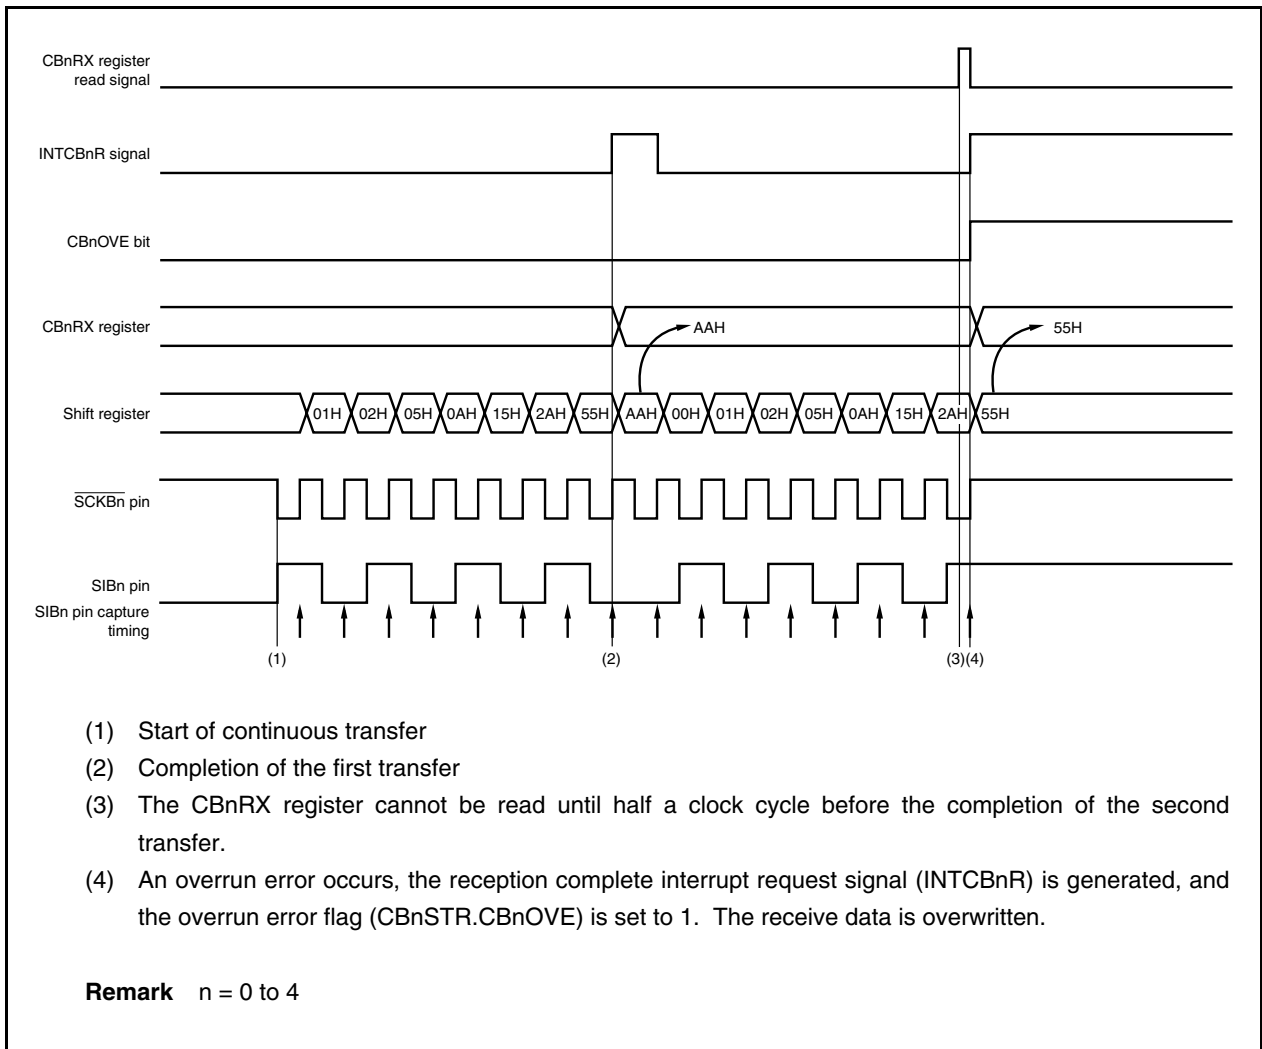 CBnRX register
read signal
INTCBnR signal
CBnOVE bit
CBnRX register
AAH
55H
Shift register
01H 02H 05H 0AH 15H 2AH 55H AAH 00H 01H 02H 05H 0AH 15H 2AH 55H
SCKBn pin
SIBn pin
SIBn pin capture
timing
(1) (2) (3)(4)
(1) Start of continuous transfer
(2) Completion of the first transfer
(3) The CBnRX register cannot be read until half a clock cycle before the completion of the second
transfer.
(4) An overrun error occurs, the reception complete interrupt request signal (INTCBnR) is generated, and
the overrun error flag (CBnSTR.CBnOVE) is set to 1. The receive data is overwritten.
Remark n = 0 to 4